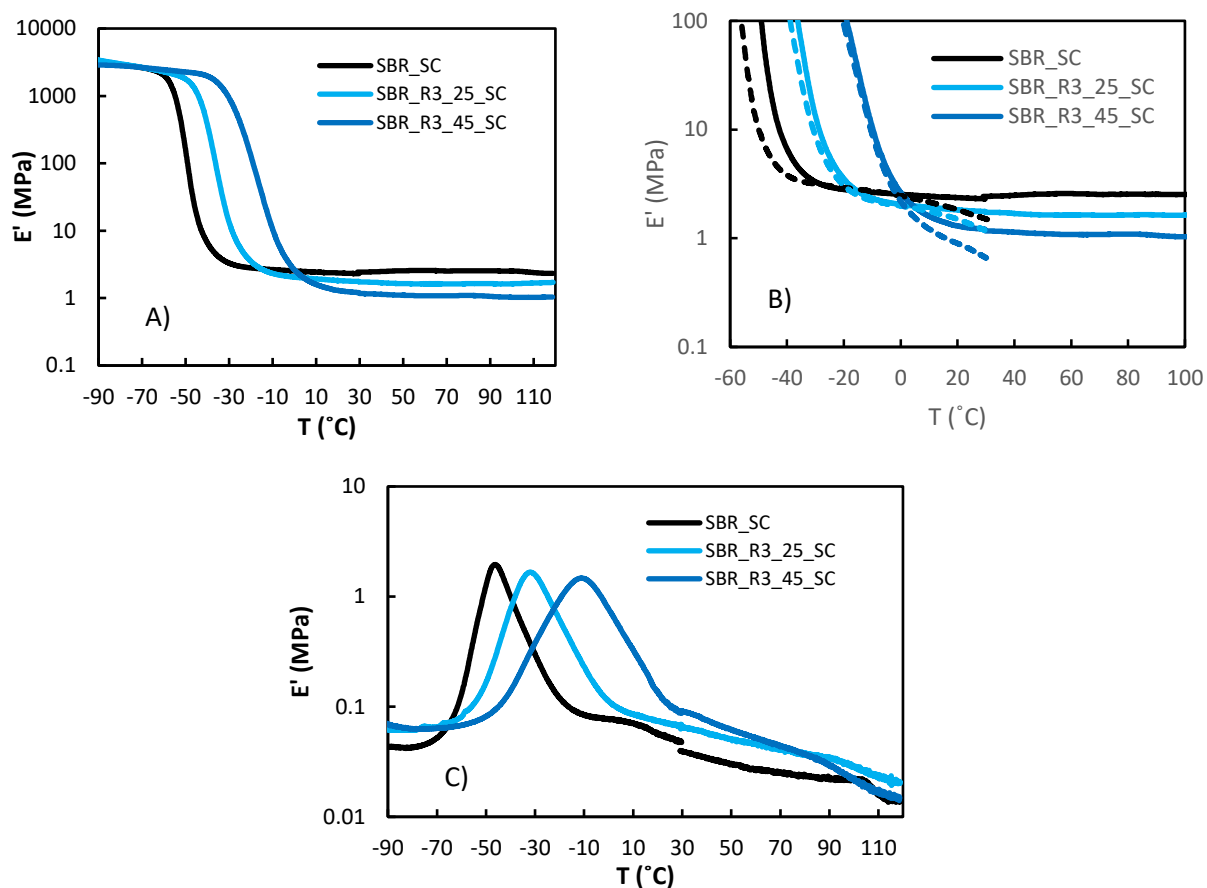 E' (MPa)
10000
1000
100
10
1
0.1
SBR_SC
SBR_R3_25_SC
SBR_R3_45_SC
A)
-90 -70 -50 -30 -10 10 30 50 70 90 110
T (˚C)
E' (MPa)
100
10
1
0.1
SBR_SC
SBR_R3_25_SC
SBR_R3_45_SC
B)
-60 -40 -20 0 20 40 60 80 100
T (˚C)
E' (MPa)
10
1
0.1
0.01
SBR_SC
SBR_R3_25_SC
SBR_R3_45_SC
C)
-90 -70 -50 -30 -10 10 30 50 70 90 110
T (˚C)